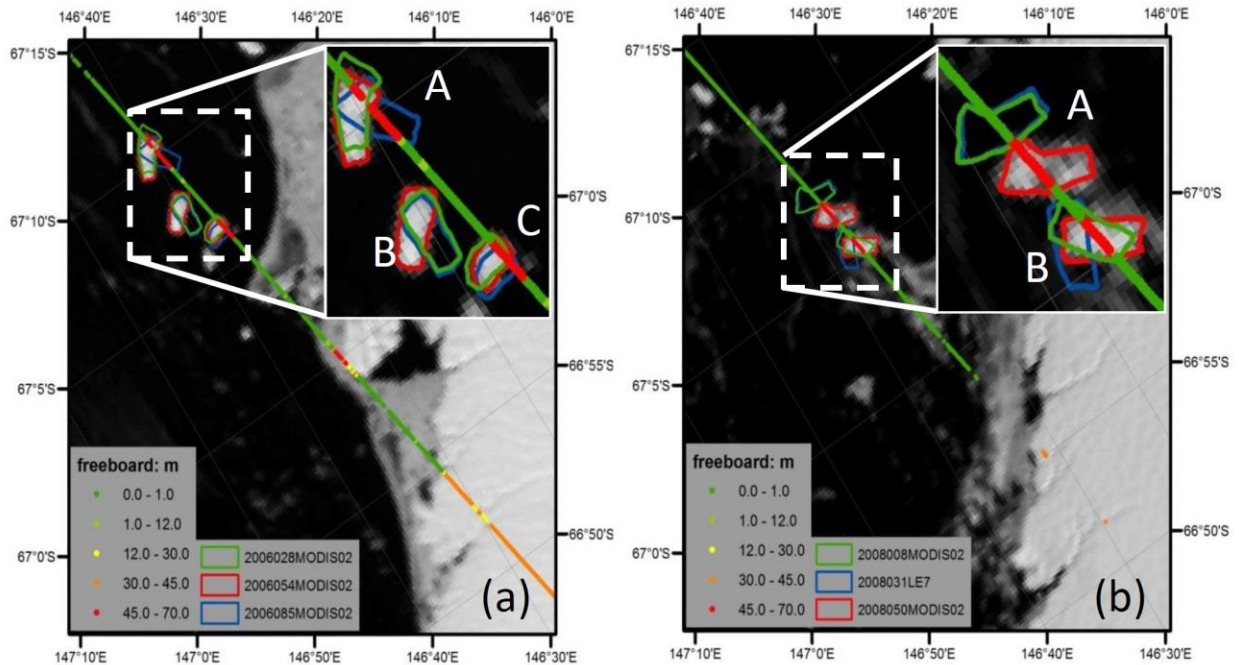 146°40'E 146°30'E 146°20'E 146°10'E 146°0'E
67°15'S
67°10'S
67°5'S
67°0'S
67°0'S
66°55'S
66°50'S
A
B
C
freeboard: m
0.0 - 1.0
1.0 - 12.0
12.0 - 30.0
30.0 - 45.0
45.0 - 70.0
2006028MODIS02
2006054MODIS02
2006085MODIS02
(a)
147°10'E 147°0'E 146°50'E 146°40'E 146°30'E
146°40'E 146°30'E 146°20'E 146°10'E 146°0'E
67°15'S
67°10'S
67°5'S
67°0'S
67°0'S
66°55'S
66°50'S
A
B
freeboard: m
0.0 - 1.0
1.0 - 12.0
12.0 - 30.0
30.0 - 45.0
45.0 - 70.0
2008008MODIS02
2008031LE7
2008050MODIS02
(b)
147°10'E 147°0'E 146°50'E 146°40'E 146°30'E